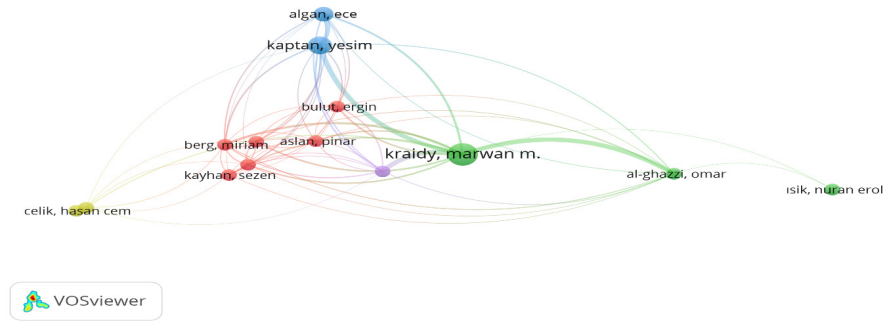 algan, ece
kaptan, yesim
bulut, ergin
berg, miriam
aslan, pinar
kraidy, marwan m.
kayhan, sezen
al-ghazzi, omar
isik, nuran erol
celik, hasan cem
VOSviewer